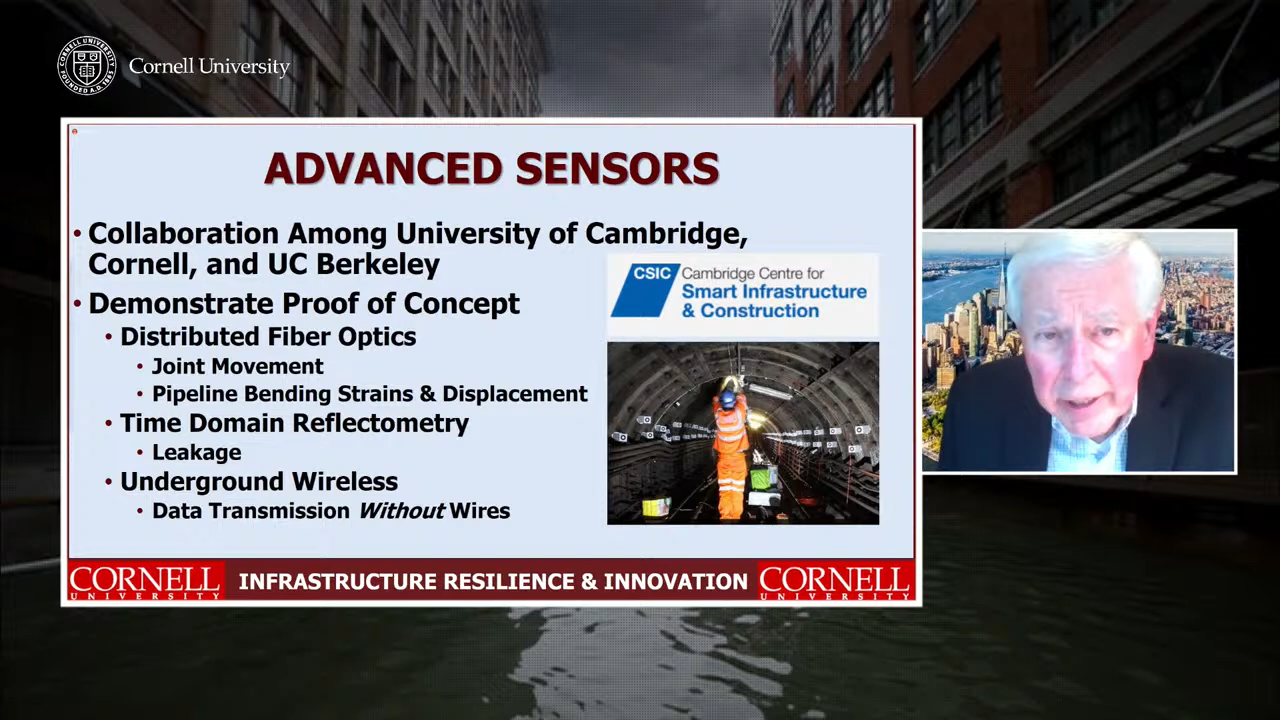 Cornell University
ADVANCED SENSORS
• Collaboration Among University of Cambridge,
Cornell, and UC Berkeley
CSIC
Cambridge Centre for
Smart Infrastructure
& Construction
• Demonstrate Proof of Concept
• Distributed Fiber Optics
• Joint Movement
• Pipeline Bending Strains & Displacement
• Time Domain Reflectometry
• Leakage
• Underground Wireless
• Data Transmission Without Wires
CORNELL
UNIVERSITY
INFRASTRUCTURE RESILIENCE & INNOVATION
CORNELL
UNIVERSITY